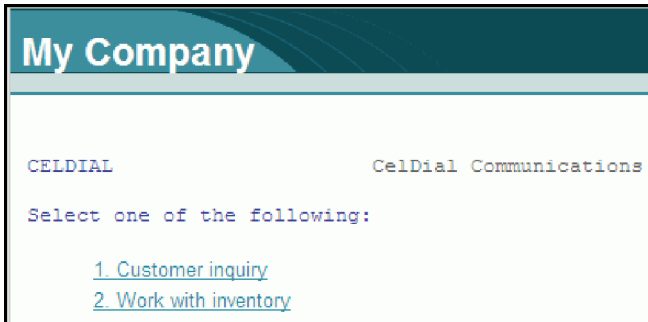 My Company
CELDIAL CelDial Communications
Select one of the following:
1. Customer inquiry
2. Work with inventory